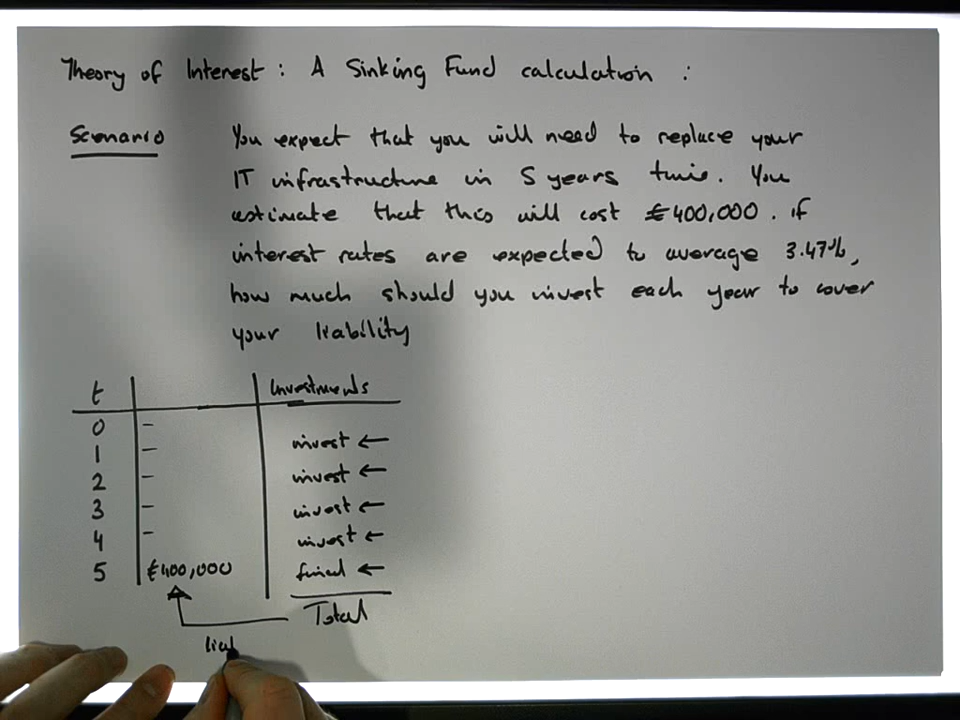 Theory of Interest : A Sinking Fund calculation :
Scenario You expect that you will need to replace your
IT infrastructure in 5 years time. You
estimate that this will cost €400,000. if
interest rates are expected to average 3.47%,
how much should you invest each year to cover
your liability
t Investments
0 -
1 - invest ←
2 - invest ←
3 - invest ←
4 - invest ←
5 €400,000 final ←
Total
liab